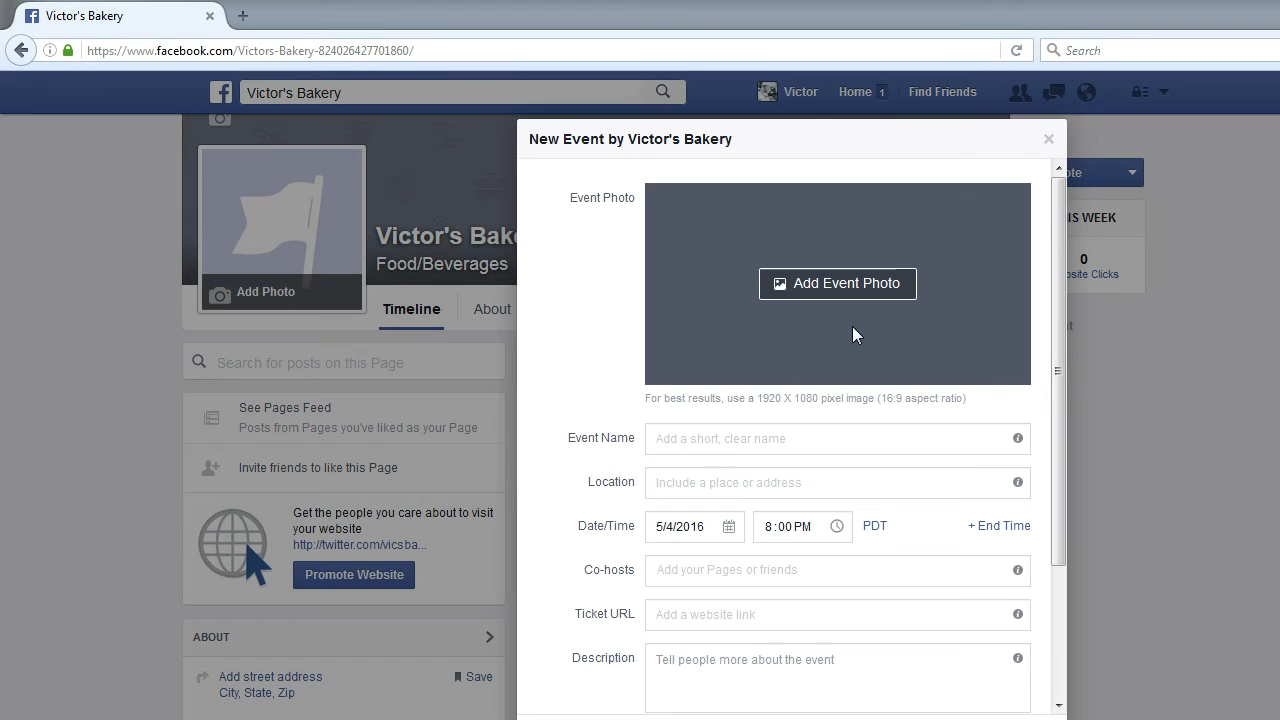 Victor's Bakery
https://www.facebook.com/Victors-Bakery-824026427701860/
Search
Victor's Bakery
Victor
Home 1
Find Friends
New Event by Victor's Bakery
Event Photo
Add Event Photo
For best results, use a 1920 X 1080 pixel image (16:9 aspect ratio)
Event Name
Add a short, clear name
Location
Include a place or address
Date/Time
5/4/2016
8:00 PM
PDT
+ End Time
Co-hosts
Add your Pages or friends
Ticket URL
Add a website link
Description
Tell people more about the event
Victor's Bake
Food/Beverages
Add Photo
Timeline
About
Search for posts on this Page
See Pages Feed
Posts from Pages you've liked as your Page
Invite friends to like this Page
Get the people you care about to visit
your website
http://twitter.com/vicsba...
Promote Website
ABOUT
Add street address
City, State, Zip
Save
WEEK
0
Clicks